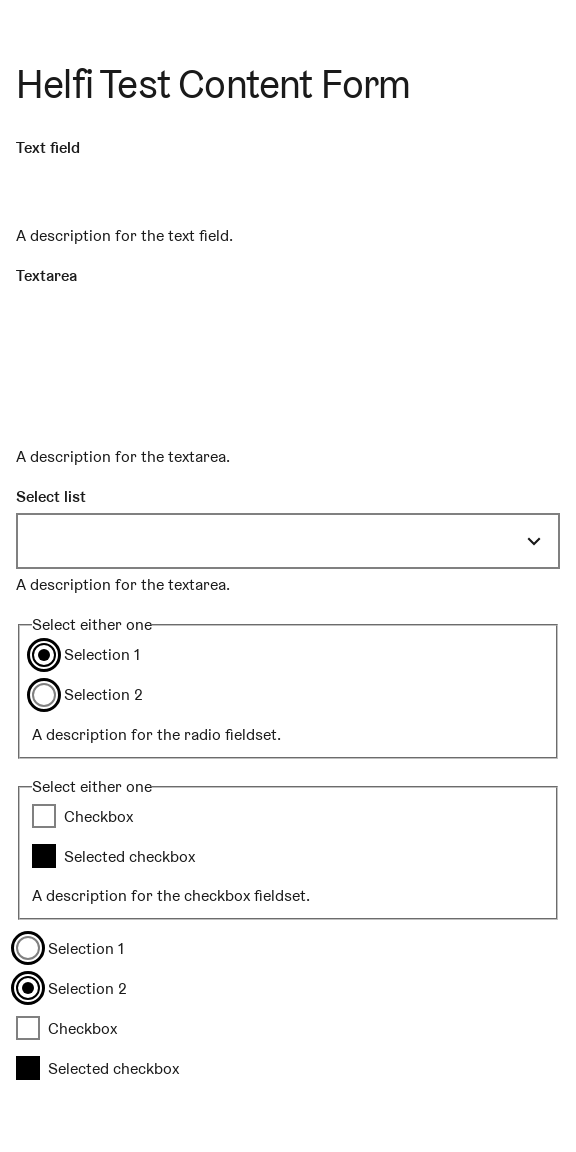 Helfi Test Content Form
Text field
A description for the text field.
Textarea
A description for the textarea.
Select list
A description for the textarea.
Select either one
Selection 1
Selection 2
A description for the radio fieldset.
Select either one
Checkbox
Selected checkbox
A description for the checkbox fieldset.
Selection 1
Selection 2
Checkbox
Selected checkbox